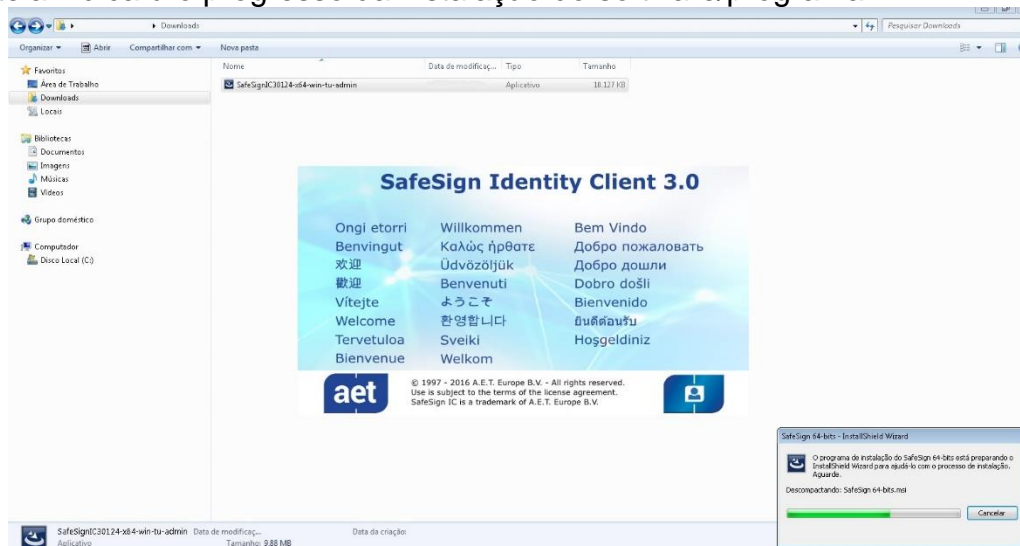 Downloads
Pesquisar Downloads
Organizar
Abrir
Compartilhar com
Nova pasta
Nome
Data de modificaç...
Tipo
Tamanho
Favoritos
Área de Trabalho
Downloads
Locais
SafeSignIC30124-x64-win-tu-admin
Aplicativo
10.127 KB
Bibliotecas
Documentos
Imagens
Músicas
Vídeos
Grupo doméstico
Computador
Disco Local (C:)
SafeSign Identity Client 3.0
Ongi etorri
Benvingut
欢迎
歡迎
Vítejte
Welcome
Tervetuloa
Bienvenue
Willkommen
Καλώς ήρθατε
Üdvözöljük
Benvenuti
ようこそ
환영합니다
Sveiki
Welkom
Bem Vindo
Добро пожаловать
Добро дошли
Dobro došli
Bienvenido
ยินดีต้อนรับ
Hoşgeldiniz
aet
© 1997 - 2016 A.E.T. Europe B.V. - All rights reserved.
Use is subject to the terms of the license agreement.
SafeSign IC is a trademark of A.E.T. Europe B.V.
SafeSign 64-bits - InstallShield Wizard
O programa de instalação do SafeSign 64-bits está preparando o
InstallShield Wizard para ajudá-lo com o processo de instalação.
Aguarde.
Descompactando: SafeSign 64-bits.msi
Cancelar
SafeSignIC30124-x64-win-tu-admin
Data de modificaç...
Data da criação:
Aplicativo
Tamanho: 9,88 MB